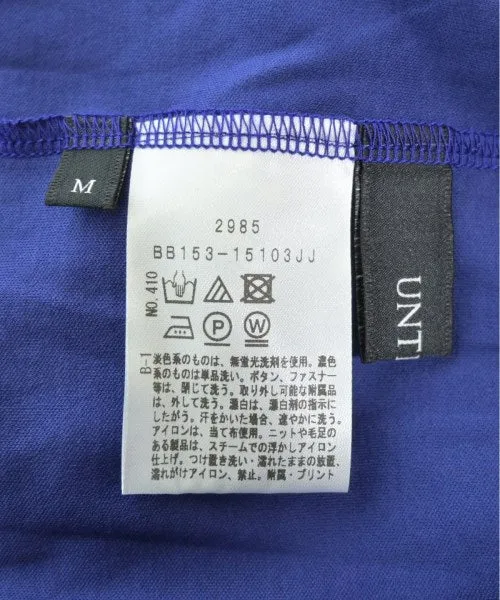 M
2985
BB153-15103JJ
NO.410
B-1
淡色系のものは、無蛍光洗剤を使用。濃色
系のものは単品洗い。ボタン、ファスナー
等は、閉じて洗う。取り外し可能な附属品
は、外して洗う。漂白は、漂白剤の指示に
したがう。汗をかいた場合、速やかに洗う。
アイロンは、当て布使用。ニットや毛足の
ある製品は、スチームでの浮かしアイロン
仕上げ。つけ置き洗い・濡れたままの放置、
濡れがけアイロン、禁止。附属・プリント
P
W
UNT